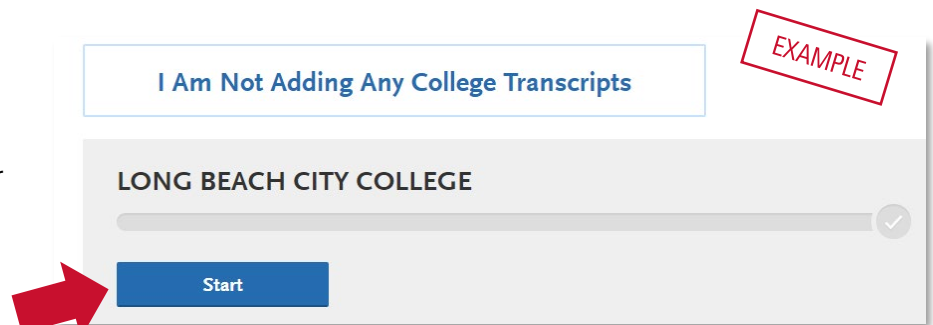 EXAMPLE
I Am Not Adding Any College Transcripts
LONG BEACH CITY COLLEGE
Start